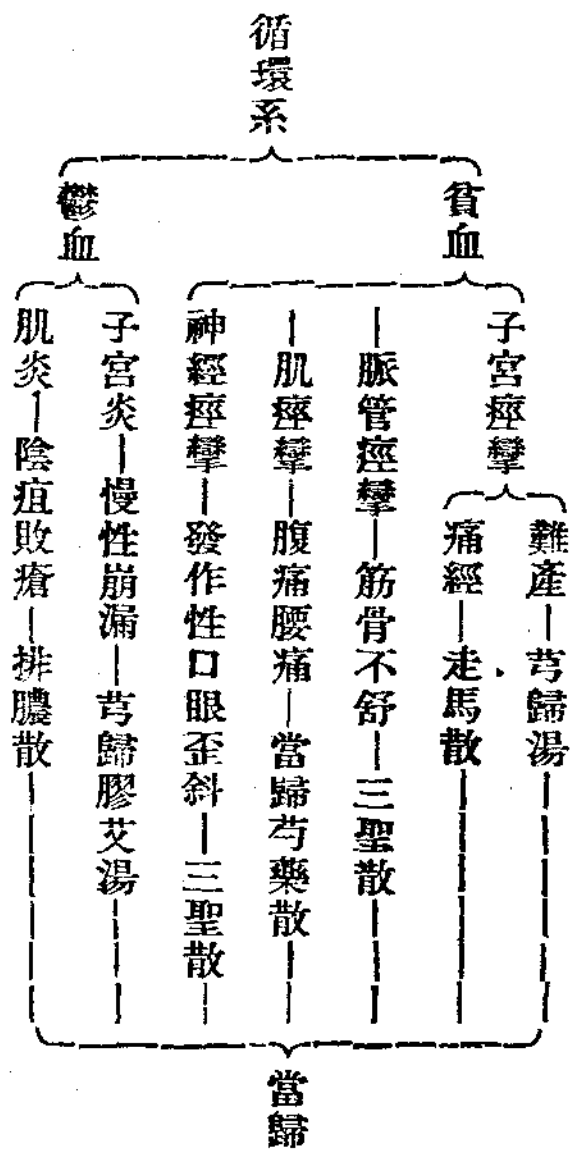 循環系
貧血
子宮痙攣
難產—芎歸湯
痛經—走馬散
脈管痙攣—筋骨不舒—三聖散
肌痙攣—腹痛腰痛—當歸芍藥散
神經痙攣—發作性口眼歪斜—三聖散
鬱血
子宮炎—慢性崩漏—芎歸膠艾湯
肌炎—陰疽敗瘡—排膿散
當歸